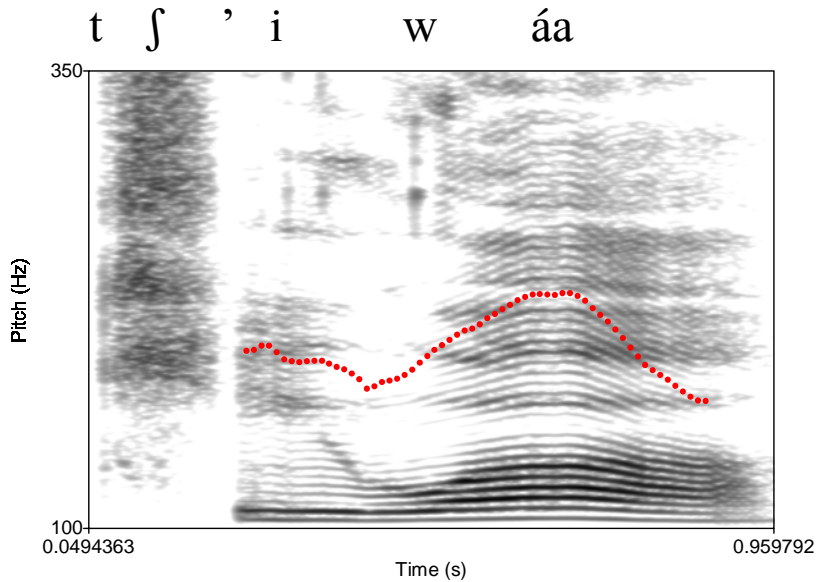 t ʃ ’ i w áa
350
Pitch (Hz)
100
0.0494363 0.959792
Time (s)